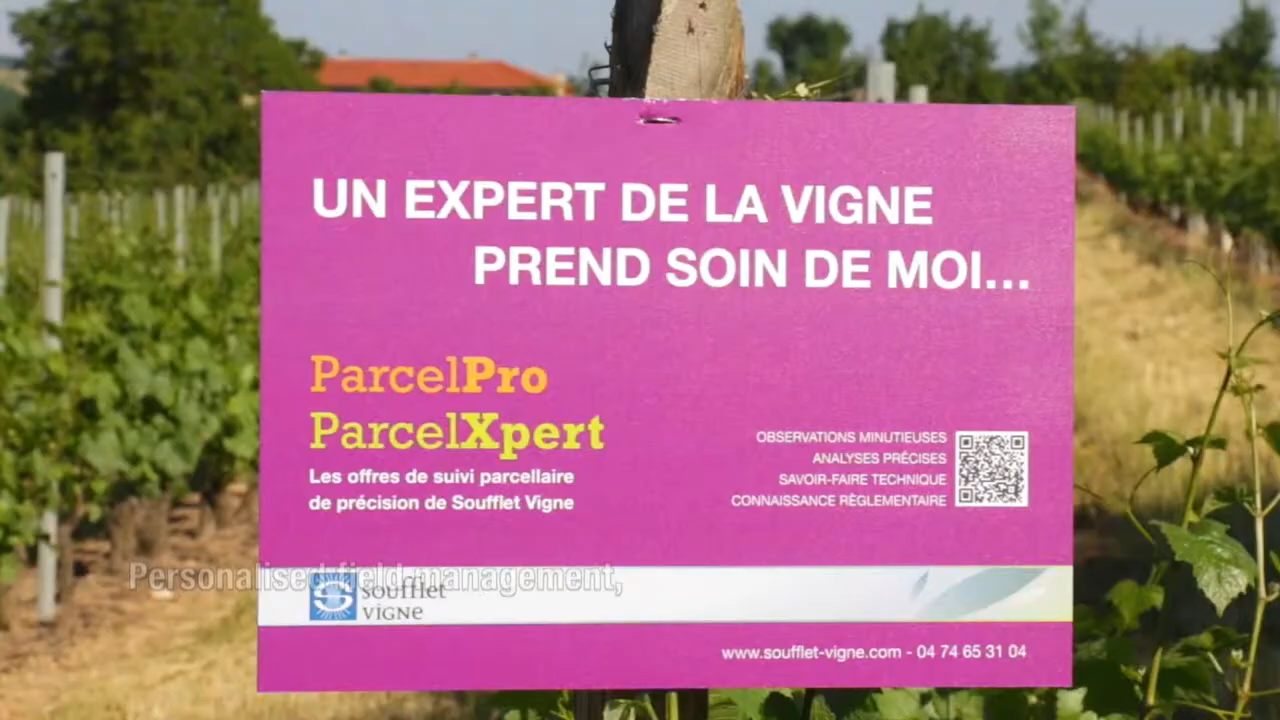 UN EXPERT DE LA VIGNE
PREND SOIN DE MOI...
ParcelPro
ParcelXpert
Les offres de suivi parcellaire
de précision de Soufflet Vigne
OBSERVATIONS MINUTIEUSES
ANALYSES PRÉCISES
SAVOIR-FAIRE TECHNIQUE
CONNAISSANCE RÈGLEMENTAIRE
Personalised field management,
soufflet
vigne
www.soufflet-vigne.com - 04 74 65 31 04